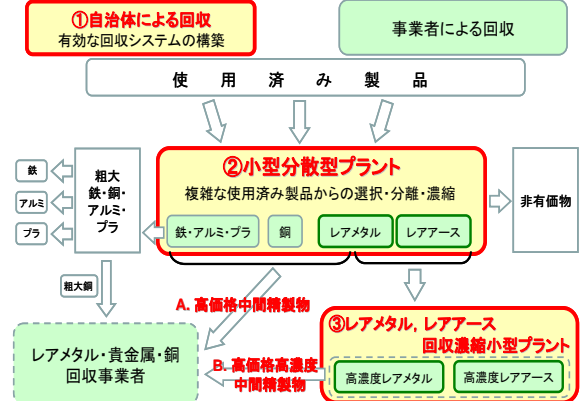 ①自治体による回収
有効な回収システムの構築
事業者による回収
使用済み製品
②小型分散型プラント
複雑な使用済み製品からの選択・分離・濃縮
鉄・アルミ・プラ
銅
レアメタル
レアアース
鉄
アルミ
プラ
粗大
鉄・銅・
アルミ・
プラ
非有価物
粗大銅
A. 高価格中間精製物
レアメタル・貴金属・銅
回収事業者
B. 高価格高濃度
中間精製物
③レアメタル，レアアース
回収濃縮小型プラント
高濃度レアメタル
高濃度レアアース